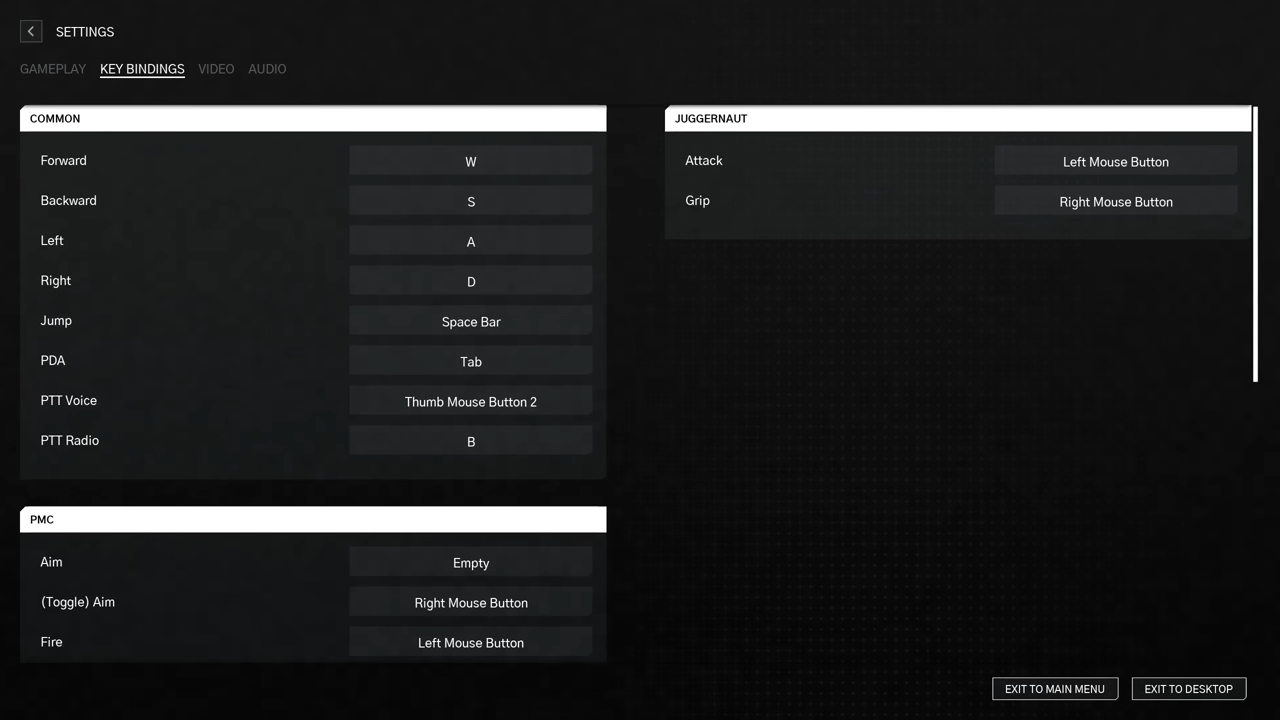 SETTINGS
GAMEPLAY KEY BINDINGS VIDEO AUDIO
COMMON
Forward W
Backward S
Left A
Right D
Jump Space Bar
PDA Tab
PTT Voice Thumb Mouse Button 2
PTT Radio B
PMC
Aim Empty
(Toggle) Aim Right Mouse Button
Fire Left Mouse Button
JUGGERNAUT
Attack Left Mouse Button
Grip Right Mouse Button
EXIT TO MAIN MENU EXIT TO DESKTOP